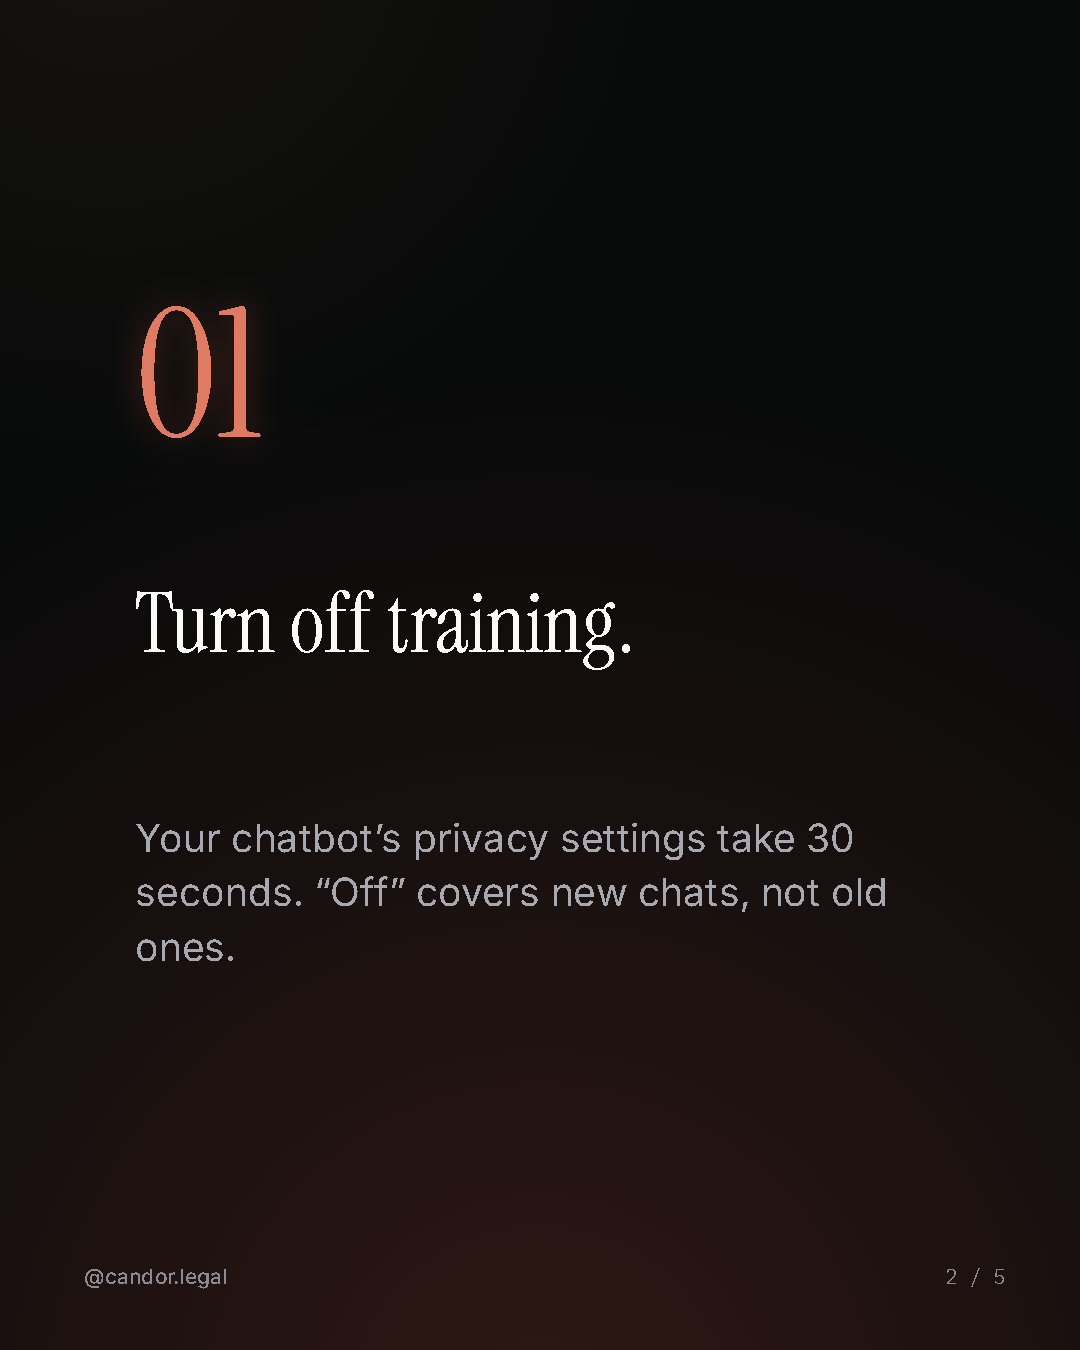 01
Turn off training.
Your chatbot’s privacy settings take 30
seconds. “Off” covers new chats, not old
ones.
@candor.legal
2 / 5